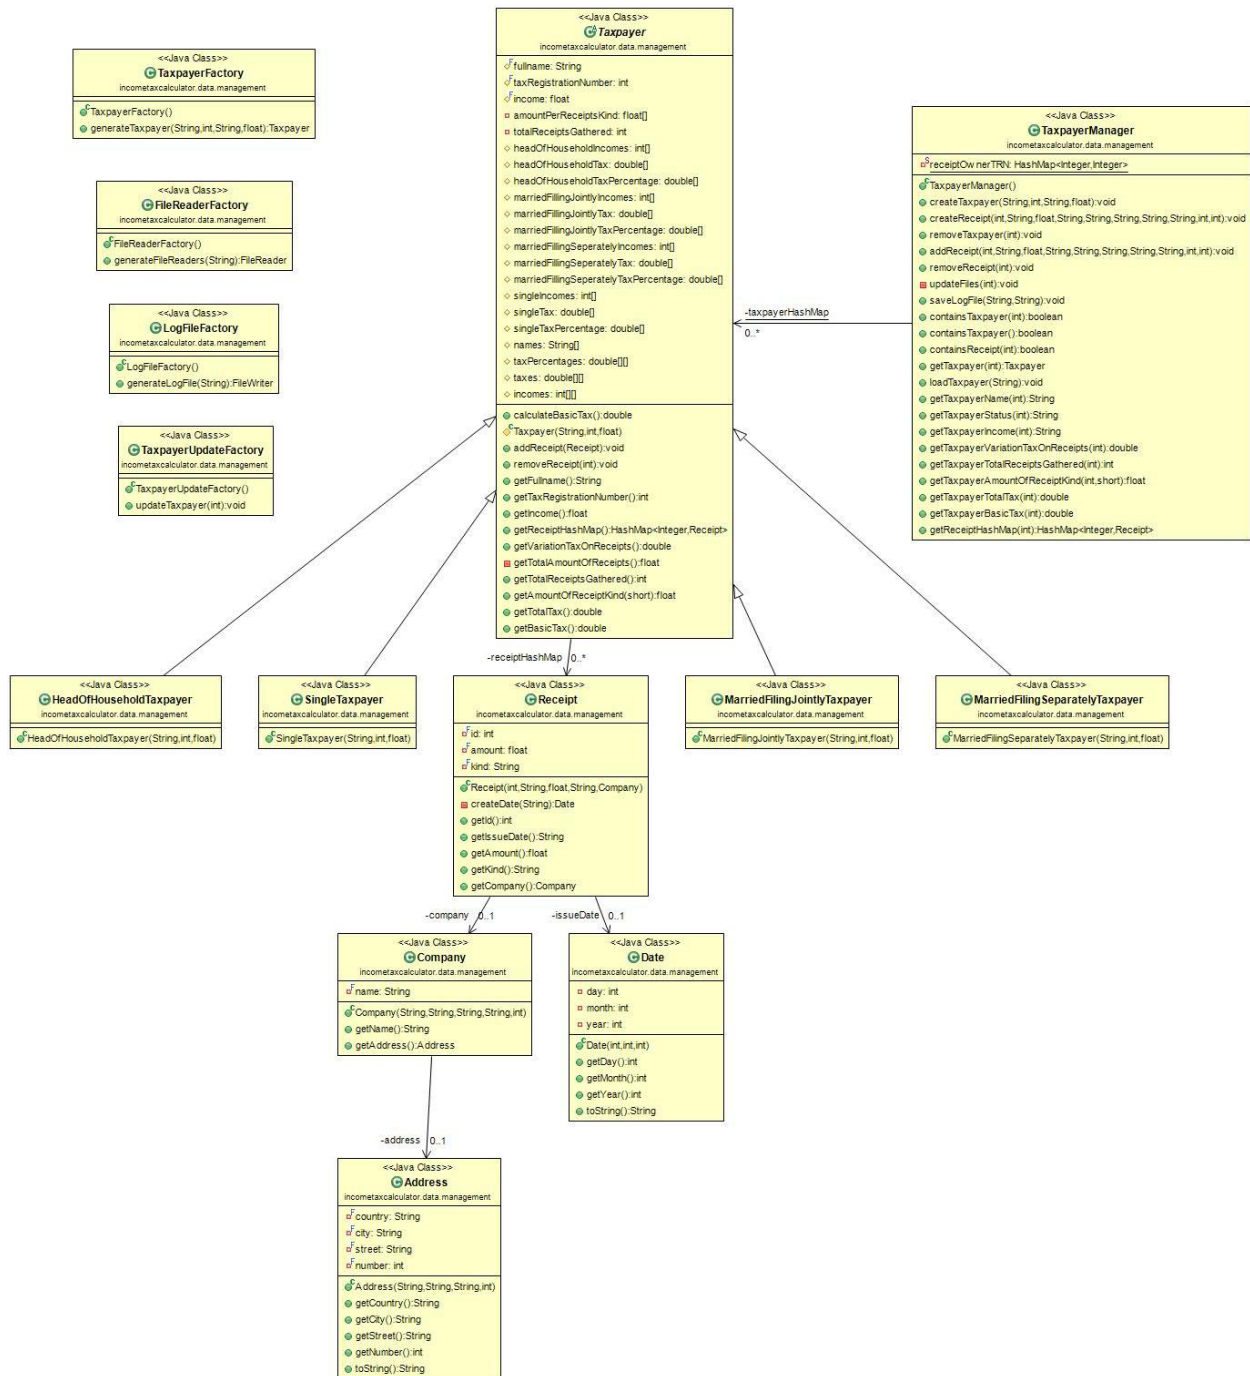 <<Java Class>>
TaxpayerFactory
incometaxcalculator.data.management
TaxpayerFactory()
generateTaxpayer(String,int,String,float):Taxpayer
<<Java Class>>
FileReaderFactory
incometaxcalculator.data.management
FileReaderFactory()
generateFileReaders(String):FileReader
<<Java Class>>
LogFileFactory
incometaxcalculator.data.management
LogFileFactory()
generateLogFile(String):FileWriter
<<Java Class>>
TaxpayerUpdateFactory
incometaxcalculator.data.management
TaxpayerUpdateFactory()
updateTaxpayer(int):void
<<Java Class>>
Taxpayer
incometaxcalculator.data.management
fullname: String
taxRegistrationNumber: int
income: float
amountPerReceiptsKind: float[]
totalReceiptsGathered: int
headOfHouseholdIncomes: int[]
headOfHouseholdTax: double[]
headOfHouseholdTaxPercentage: double[]
marriedFillingJointlyIncomes: int[]
marriedFillingJointlyTax: double[]
marriedFillingJointlyTaxPercentage: double[]
marriedFillingSeperatelyIncomes: int[]
marriedFillingSeperatelyTax: double[]
marriedFillingSeperatelyTaxPercentage: double[]
singleIncomes: int[]
singleTax: double[]
singleTaxPercentage: double[]
names: String[]
taxPercentages: double[][]
taxes: double[][]
incomes: int[][]
calculateBasicTax():double
Taxpayer(String,int,float)
addReceipt(Receipt):void
removeReceipt(int):void
getFullname():String
getTaxRegistrationNumber():int
getIncome():float
getReceiptHashMap():HashMap<Integer,Receipt>
getVariationTaxOnReceipts():double
getTotalAmountOfReceipts():float
getTotalReceiptsGathered():int
getAmountOfReceiptKind(short):float
getTotalTax():double
getBasicTax():double
<<Java Class>>
TaxpayerManager
incometaxcalculator.data.management
receiptOwnerTRN: HashMap<Integer,Integer>
TaxpayerManager()
createTaxpayer(String,int,String,float):void
createReceipt(int,String,float,String,String,String,String,String,int,int):void
removeTaxpayer(int):void
addReceipt(int,String,float,String,String,String,String,String,int,int):void
removeReceipt(int):void
updateFiles(int):void
saveLogFile(String,String):void
containsTaxpayer(int):boolean
containsTaxpayer():boolean
containsReceipt(int):boolean
getTaxpayer(int):Taxpayer
loadTaxpayer(String):void
getTaxpayerName(int):String
getTaxpayerStatus(int):String
getTaxpayerIncome(int):String
getTaxpayerVariationTaxOnReceipts(int):double
getTaxpayerTotalReceiptsGathered(int):int
getTaxpayerAmountOfReceiptKind(int,short):float
getTaxpayerTotalTax(int):double
getTaxpayerBasicTax(int):double
getReceiptHashMap(int):HashMap<Integer,Receipt>
-taxpayerHashMap
0..*
-receiptHashMap 0..*
<<Java Class>>
HeadOfHouseholdTaxpayer
incometaxcalculator.data.management
HeadOfHouseholdTaxpayer(String,int,float)
<<Java Class>>
SingleTaxpayer
incometaxcalculator.data.management
SingleTaxpayer(String,int,float)
<<Java Class>>
Receipt
incometaxcalculator.data.management
id: int
amount: float
kind: String
Receipt(int,String,float,String,Company)
createDate(String):Date
getId():int
getIssueDate():String
getAmount():float
getKind():String
getCompany():Company
<<Java Class>>
MarriedFilingJointlyTaxpayer
incometaxcalculator.data.management
MarriedFilingJointlyTaxpayer(String,int,float)
<<Java Class>>
MarriedFilingSeparatelyTaxpayer
incometaxcalculator.data.management
MarriedFilingSeparatelyTaxpayer(String,int,float)
-company 0..1
-issueDate 0..1
<<Java Class>>
Company
incometaxcalculator.data.management
name: String
Company(String,String,String,String,int)
getName():String
getAddress():Address
<<Java Class>>
Date
incometaxcalculator.data.management
day: int
month: int
year: int
Date(int,int,int)
getDay():int
getMonth():int
getYear():int
toString():String
-address 0..1
<<Java Class>>
Address
incometaxcalculator.data.management
country: String
city: String
street: String
number: int
Address(String,String,String,int)
getCountry():String
getCity():String
getStreet():String
getNumber():int
toString():String